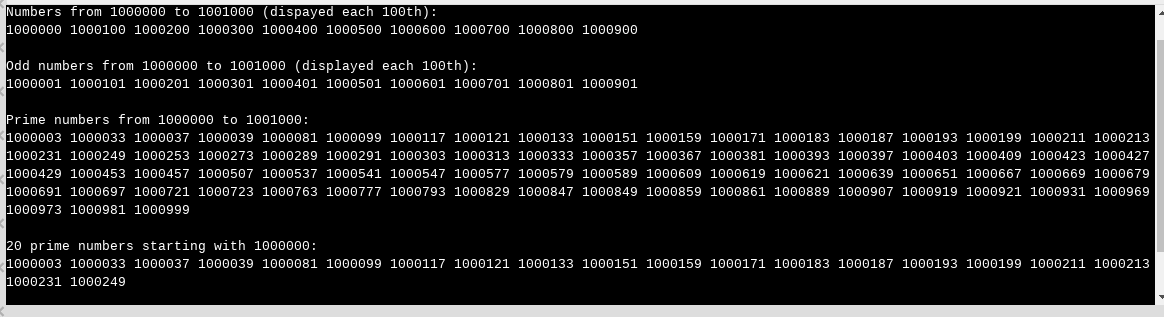 Numbers from 1000000 to 1001000 (dispayed each 100th):
1000000 1000100 1000200 1000300 1000400 1000500 1000600 1000700 1000800 1000900
Odd numbers from 1000000 to 1001000 (displayed each 100th):
1000001 1000101 1000201 1000301 1000401 1000501 1000601 1000701 1000801 1000901
Prime numbers from 1000000 to 1001000:
1000003 1000033 1000037 1000039 1000081 1000099 1000117 1000121 1000133 1000151 1000159 1000171 1000183 1000187 1000193 1000199 1000211 1000213
1000231 1000249 1000253 1000273 1000289 1000291 1000303 1000313 1000333 1000357 1000367 1000381 1000393 1000397 1000403 1000409 1000423 1000427
1000429 1000453 1000457 1000507 1000537 1000541 1000547 1000577 1000579 1000589 1000609 1000619 1000621 1000639 1000651 1000667 1000669 1000679
1000691 1000697 1000721 1000723 1000763 1000777 1000793 1000829 1000847 1000849 1000859 1000861 1000889 1000907 1000919 1000921 1000931 1000969
1000973 1000981 1000999
20 prime numbers starting with 1000000:
1000003 1000033 1000037 1000039 1000081 1000099 1000117 1000121 1000133 1000151 1000159 1000171 1000183 1000187 1000193 1000199 1000211 1000213
1000231 1000249